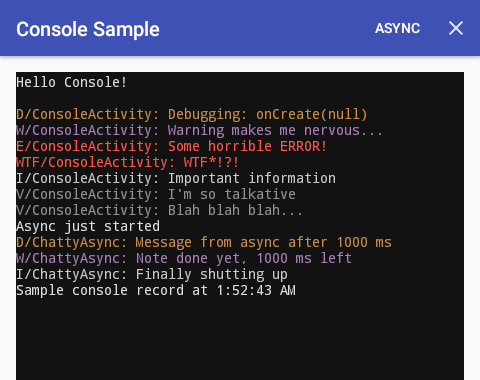 Console Sample
ASYNC
Hello Console!
D/ConsoleActivity: Debugging: onCreate(null)
W/ConsoleActivity: Warning makes me nervous...
E/ConsoleActivity: Some horrible ERROR!
WTF/ConsoleActivity: WTF*!?!
I/ConsoleActivity: Important information
V/ConsoleActivity: I'm so talkative
V/ConsoleActivity: Blah blah blah...
Async just started
D/ChattyAsync: Message from async after 1000 ms
W/ChattyAsync: Note done yet, 1000 ms left
I/ChattyAsync: Finally shutting up
Sample console record at 1:52:43 AM